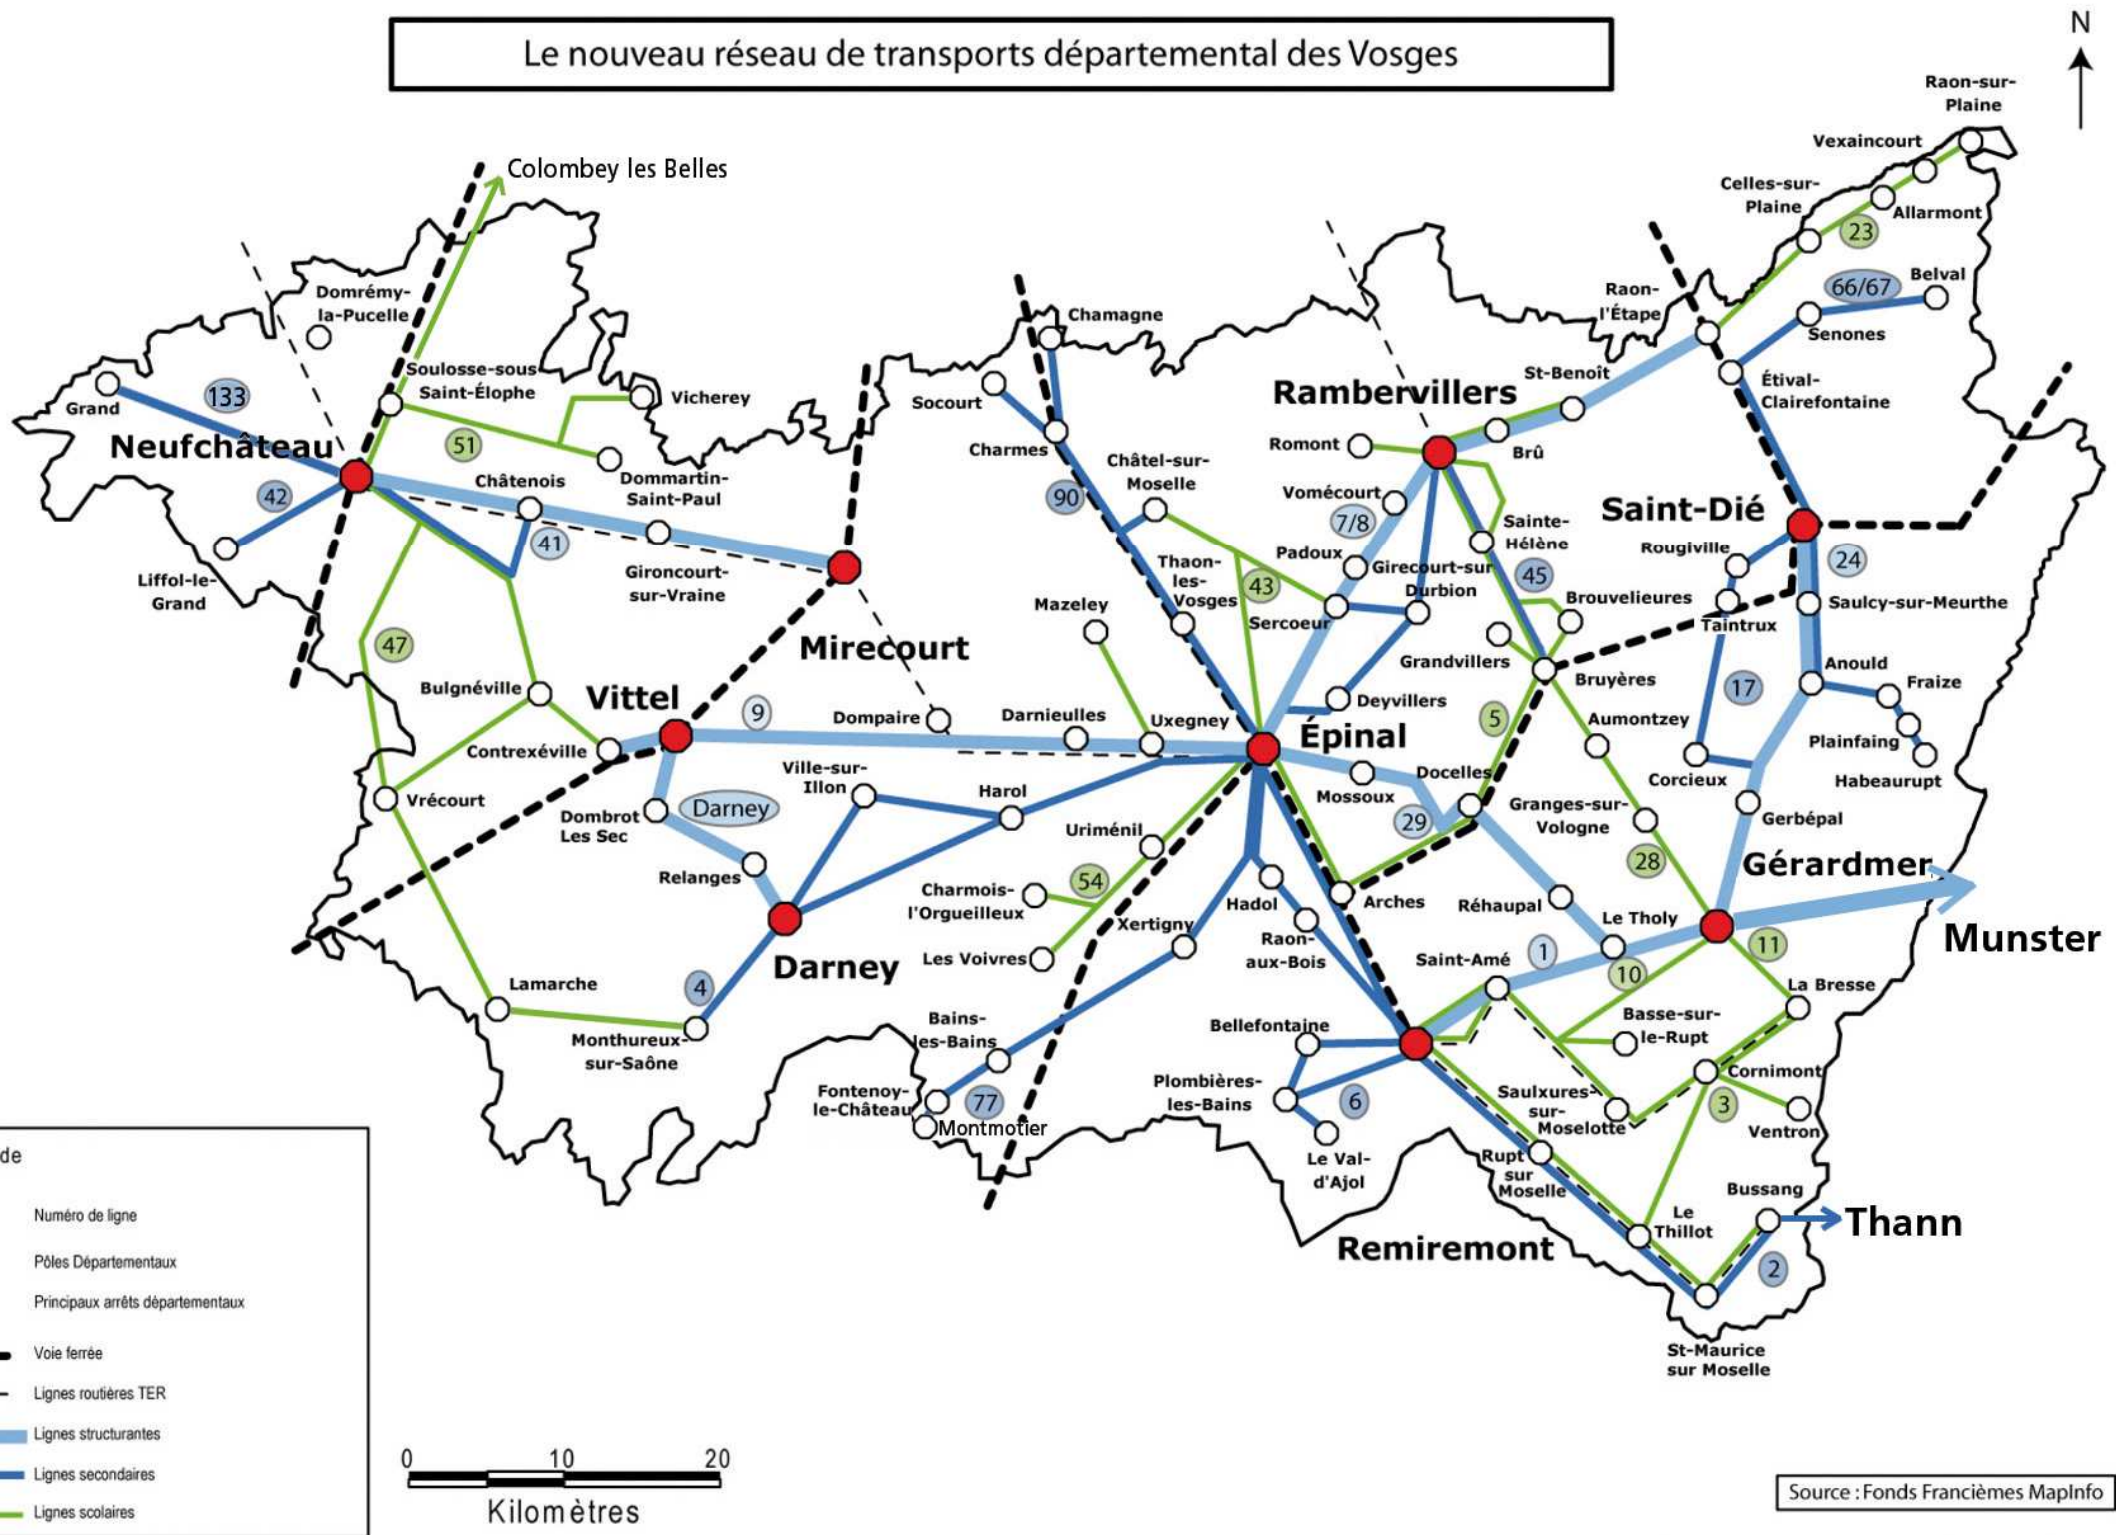 Le nouveau réseau de transports départemental des Vosges
N
Raon-sur-
Plaine
Vexaincourt
Celles-sur-
Plaine
Allarmont
23
Colombey les Belles
Domrémy-
la-Pucelle
Soulosse-sous
Saint-Élophe
Vicherey
Grand
133
Neufchâteau
51
42
Châtenois
Dommartin-
Saint-Paul
41
Liffol-le-
Grand
Gironcourt-
sur-Vraine
47
Mirecourt
Bulgnéville
Vittel
9
Contrexéville
Dompaire
Darnieulles
Uxegney
Mazeley
Vrécourt
Dombrot
Les Sec
Darney
Ville-sur-
Illon
Harol
Relanges
Darney
Uriménil
54
Charmois-
l'Orgueilleux
Les Voivres
Xertigny
Lamarche
4
Monthureux-
sur-Saône
Bains-
les-Bains
Fontenoy-
le-Château
77
Montmotier
Chamagne
Socourt
Charmes
90
Châtel-sur-
Moselle
Thaon-
les-
Vosges
43
Rambervillers
Romont
Brû
St-Benoît
Raon-
l'Étape
66/67
Belval
Senones
Étival-
Clairefontaine
Vomécourt
7/8
Padoux
Girecourt-sur
Durbion
Sercoeur
Sainte-
Hélène
45
Brouvelieures
Grandvillers
Bruyères
Deyvillers
Épinal
5
Saint-Dié
Rougiville
24
Taintrux
Saulcy-sur-Meurthe
Anould
Fraize
17
Aumontzey
Plainfaing
Corcieux
Habeaurupt
Mossoux
Docelles
29
Granges-sur-
Vologne
Gerbépal
28
Gérardmer
Munster
Hadol
Arches
Réhaupal
Le Tholy
Raon-
aux-Bois
Saint-Amé
1
10
11
La Bresse
Basse-sur-
le-Rupt
Bellefontaine
Plombières-
les-Bains
6
Le Val-
d'Ajol
Cornimont
Saulxures-
sur-
Moselotte
3
Ventron
Rupt
sur
Moselle
Remiremont
Le
Thillot
Bussang
Thann
2
St-Maurice
sur Moselle
de
Numéro de ligne
Pôles Départementaux
Principaux arrêts départementaux
Voie ferrée
Lignes routières TER
Lignes structurantes
Lignes secondaires
Lignes scolaires
0 10 20
Kilomètres
Source : Fonds Francièmes MapInfo